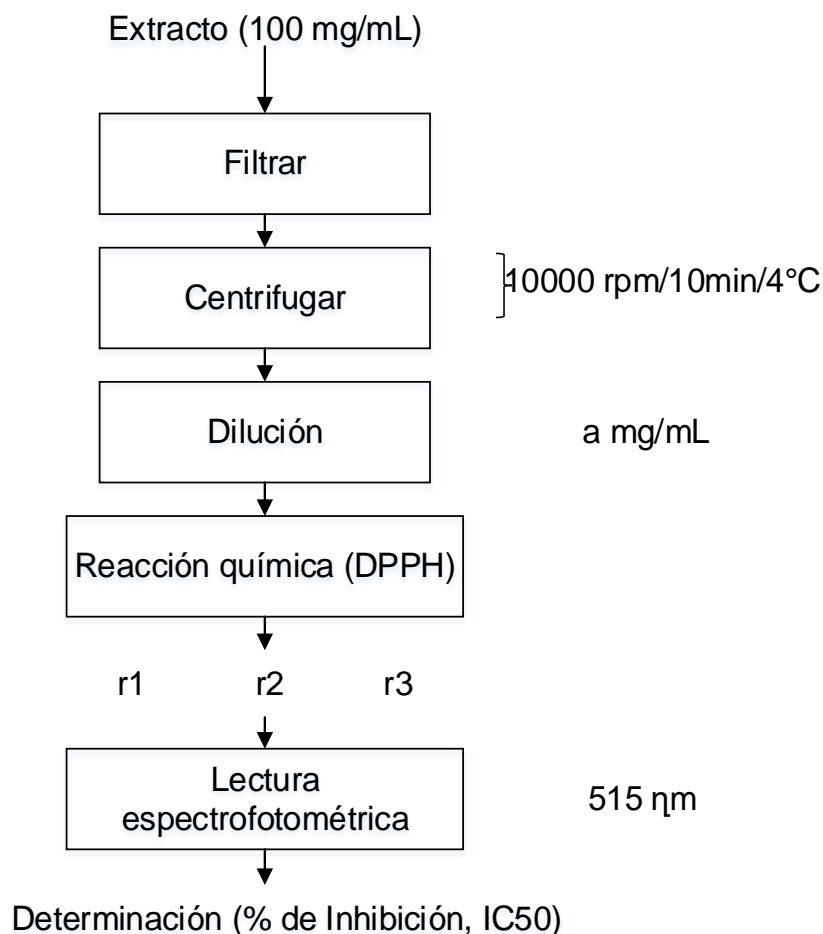 Extracto (100 mg/mL)
Filtrar
Centrifugar
10000 rpm/10min/4°C
Dilución
a mg/mL
Reacción química (DPPH)
r1 r2 r3
Lectura
espectrofotométrica
515 ηm
Determinación (% de Inhibición, IC50)